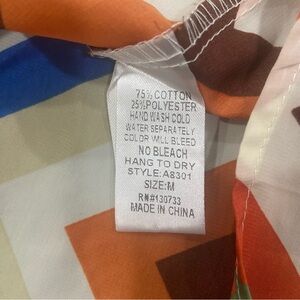 75% COTTON
25%POLYESTER
HAND WASH COLD
WATER SEPARATELY
COLOR WILL BLEED
NO BLEACH
HANG TO DRY
STYLE: A8301
SIZE:M
RN#130733
MADE IN CHINA